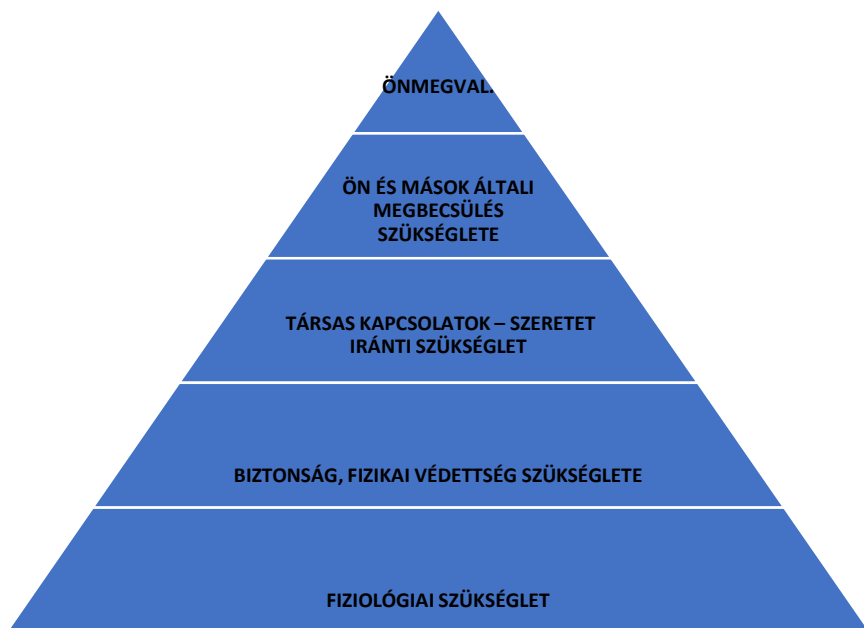 ÖNMEGVAL.
ÖN ÉS MÁSOK ÁLTALI
MEGBECSÜLÉS
SZÜKSÉGLETE
TÁRSAS KAPCSOLATOK – SZERETET
IRÁNTI SZÜKSÉGLET
BIZTONSÁG, FIZIKAI VÉDETTSÉG SZÜKSÉGLETE
FIZIOLÓGIAI SZÜKSÉGLET